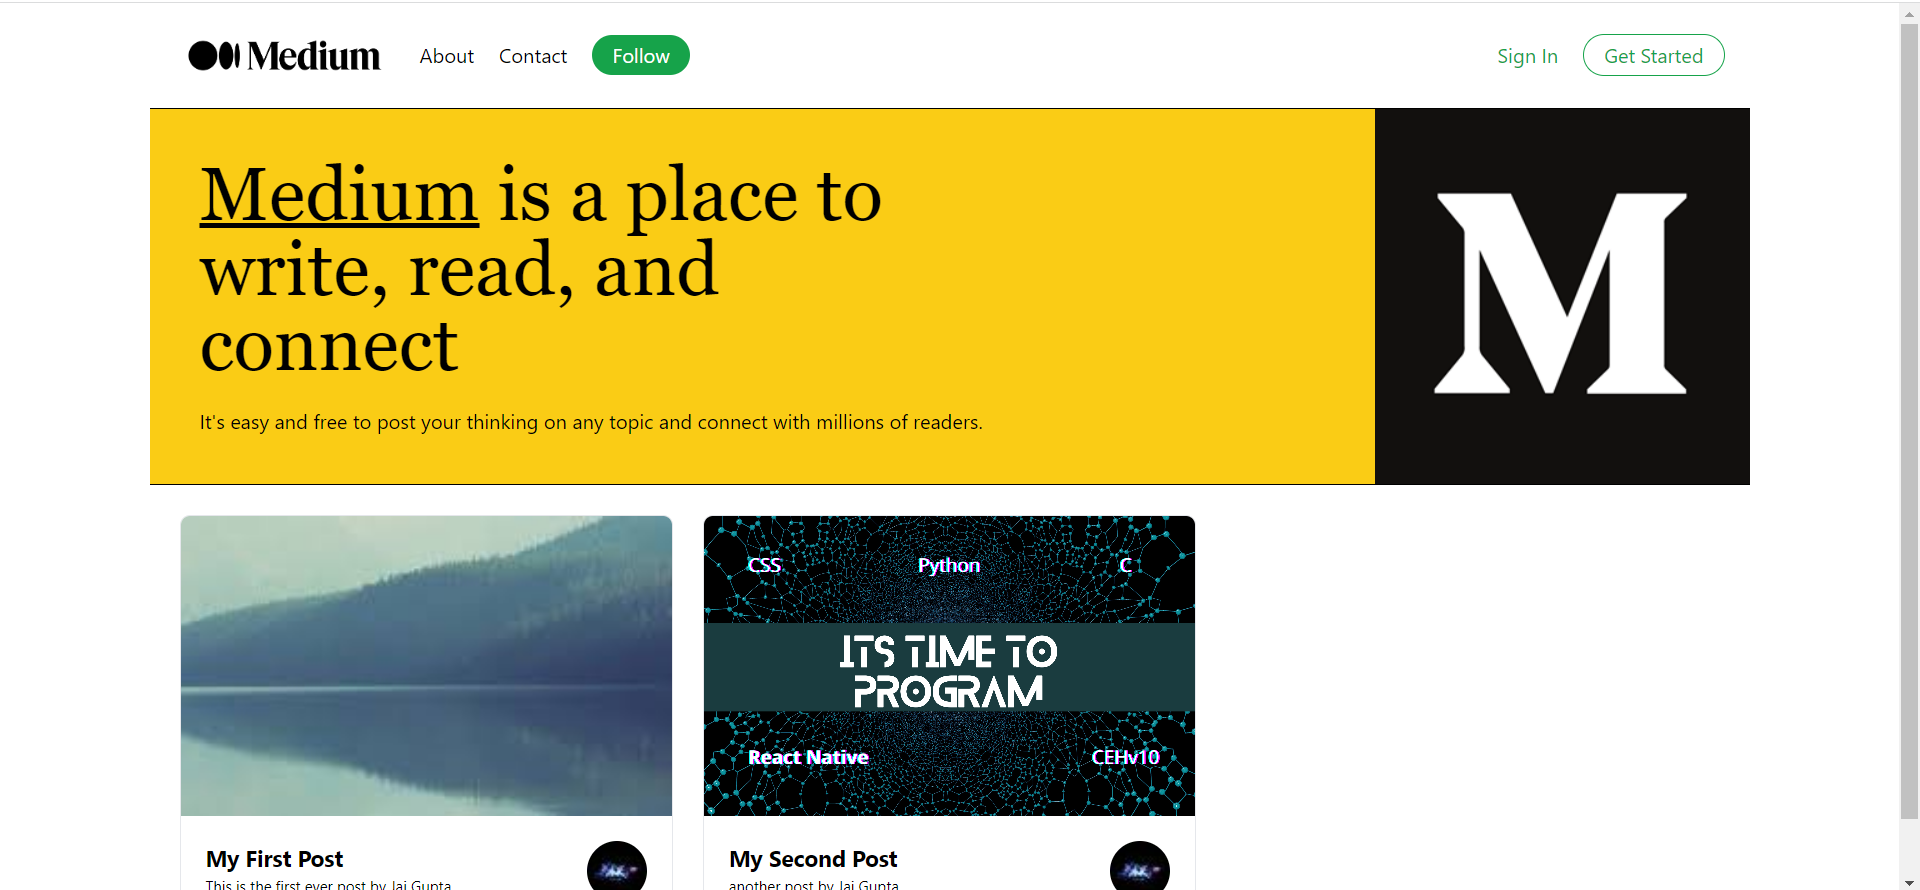 Medium
About
Contact
Follow
Sign In
Get Started
Medium is a place to
write, read, and
connect
It's easy and free to post your thinking on any topic and connect with millions of readers.
M
CSS
Python
C
ITS TIME TO
PROGRAM
React Native
CEHv10
My First Post
This is the first ever post by Jai Gupta
My Second Post
another post by Jai Gupta